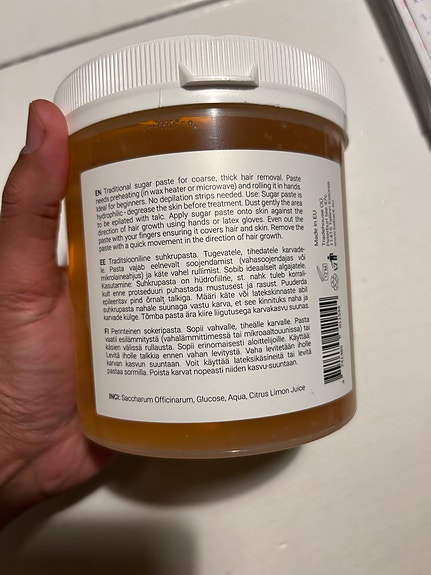 EN Traditional sugar paste for coarse, thick hair removal. Paste
needs preheating (in wax heater or microwave) and rolling it in hands.
Ideal for beginners. No depilation stripes needed. Use: Sugar paste is
hydrophilic - degrease the skin before treatment. Dust gently the area
to be epilated with talc. Apply sugar paste onto skin against the
direction of hair growth using hands or latex gloves. Even out the
paste with your fingers ensuring it covers hairs and skin. Remove the
paste with a quick movement in the direction of hair growth.
EE Traditsiooniline suhkrupasta. Tugevatele, tihedatele karvade-
le. Pasta vajab eelnevalt soojendamist (vahasoojendajas või
mikrolaineahjus) ja käte vahel rullimist. Sobib ideaalselt algajatele.
Kasutamine: Suhkrupasta on hüdrofiilne, st. nahk tuleb korrali-
kult enne protseduuri puhastada mustusest ja rasust. Puuderda
epileeritav pind õrnalt talkiga. Määri käte või latekskinnaste abil
suhkrupasta nahale suunaga vastu karva, et see kinnituks naha ja
karvade külge. Tõmba pasta ära kiire liigutusega karvakasvu suunas.
FI Perinteinen sokeripasta. Sopii vahvalle, tiheälle karvalle. Pasta
vaatii esilämmitystä (vahalämmittimessä tai mikroaaltouunissa) tai
käsien välissä rullausta. Sopii erinomaisesti aloittelijoille. Käyttää:
Levitä iholle talkkia ennen vahan levitystä. Vaha levitetään iholle
karvan kasvun suuntaan. Voit käyttää lateksikäsineitä tai levitä
pastaa sormilla. Poista karvat nopeasti niiden kasvu-suuntaan.
INCI: Saccharum Officinarum, Glucose, Aqua, Citrus Limon Juice
Made in EU